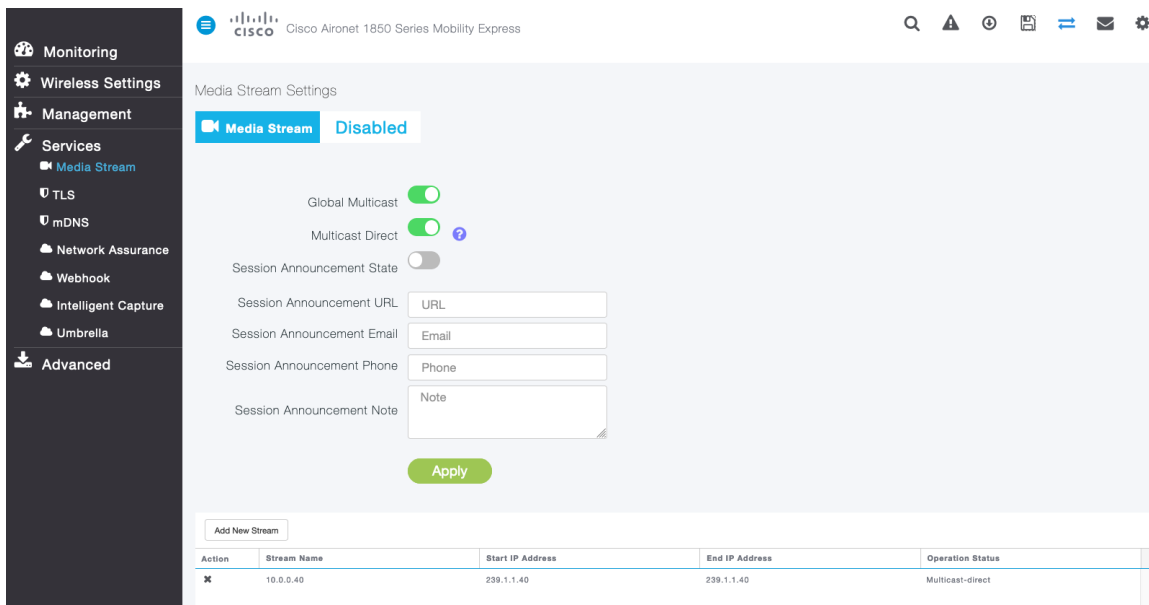 CISCO Cisco Aironet 1850 Series Mobility Express
Monitoring
Wireless Settings
Management
Services
Media Stream
TLS
mDNS
Network Assurance
Webhook
Intelligent Capture
Umbrella
Advanced
Media Stream Settings
Media Stream Disabled
Global Multicast
Multicast Direct ?
Session Announcement State
Session Announcement URL URL
Session Announcement Email Email
Session Announcement Phone Phone
Session Announcement Note Note
Apply
Add New Stream
Action Stream Name Start IP Address End IP Address Operation Status
10.0.0.40 239.1.1.40 239.1.1.40 Multicast-direct